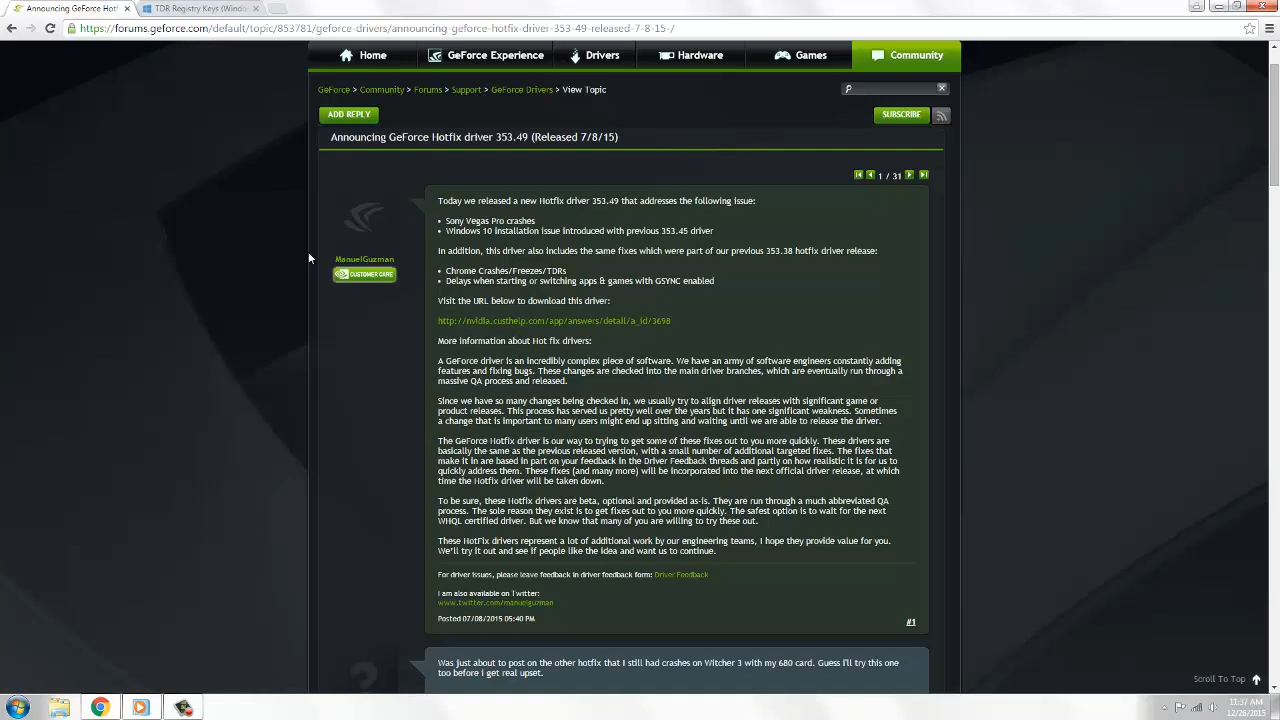 Announcing GeForce Hotf
TDR Registry Keys (Windo
https://forums.geforce.com/default/topic/853781/geforce-drivers/announcing-geforce-hotfix-driver-353-49-released-7-8-15-/
Home
GeForce Experience
Drivers
Hardware
Games
Community
GeForce > Community > Forums > Support > GeForce Drivers > View Topic
ADD REPLY
SUBSCRIBE
Announcing GeForce Hotfix driver 353.49 (Released 7/8/15)
1 / 31
ManuelGuzman
CUSTOMER CARE
Today we released a new Hotfix driver 353.49 that addresses the following issue:
• Sony Vegas Pro crashes
• Windows 10 installation issue introduced with previous 353.45 driver
In addition, this driver also includes the same fixes which were part of our previous 353.38 hotfix driver release:
• Chrome Crashes/Freezes/TDRs
• Delays when starting or switching apps & games with GSYNC enabled
Visit the URL below to download this driver:
http://nvidia.custhelp.com/app/answers/detail/a_id/3698
More information about Hot fix drivers:
A GeForce driver is an incredibly complex piece of software. We have an army of software engineers constantly adding
features and fixing bugs. These changes are checked into the main driver branches, which are eventually run through a
massive QA process and released.
Since we have so many changes being checked in, we usually try to align driver releases with significant game or
product releases. This process has served us pretty well over the years but it has one significant weakness. Sometimes
a change that is important to many users might end up sitting and waiting until we are able to release the driver.
The GeForce Hotfix driver is our way to trying to get some of these fixes out to you more quickly. These drivers are
basically the same as the previous released version, with a small number of additional targeted fixes. The fixes that
make it in are based in part on your feedback in the Driver Feedback threads and partly on how realistic it is for us to
quickly address them. These fixes (and many more) will be incorporated into the next official driver release, at which
time the Hotfix driver will be taken down.
To be sure, these Hotfix drivers are beta, optional and provided as-is. They are run through a much abbreviated QA
process. The sole reason they exist is to get fixes out to you more quickly. The safest option is to wait for the next
WHQL certified driver. But we know that many of you are willing to try these out.
These HotFix drivers represent a lot of additional work by our engineering teams, I hope they provide value for you.
We'll try it out and see if people like the idea and want us to continue.
For driver issues, please leave feedback in driver feedback form: Driver Feedback
I am also available on Twitter:
www.twitter.com/manuelguzman
Posted 07/08/2015 05:40 PM
#1
Was just about to post on the other hotfix that I still had crashes on Witcher 3 with my 680 card. Guess I'll try this one
too before i get real upset.
Scroll To Top
11:37 AM
12/26/2015